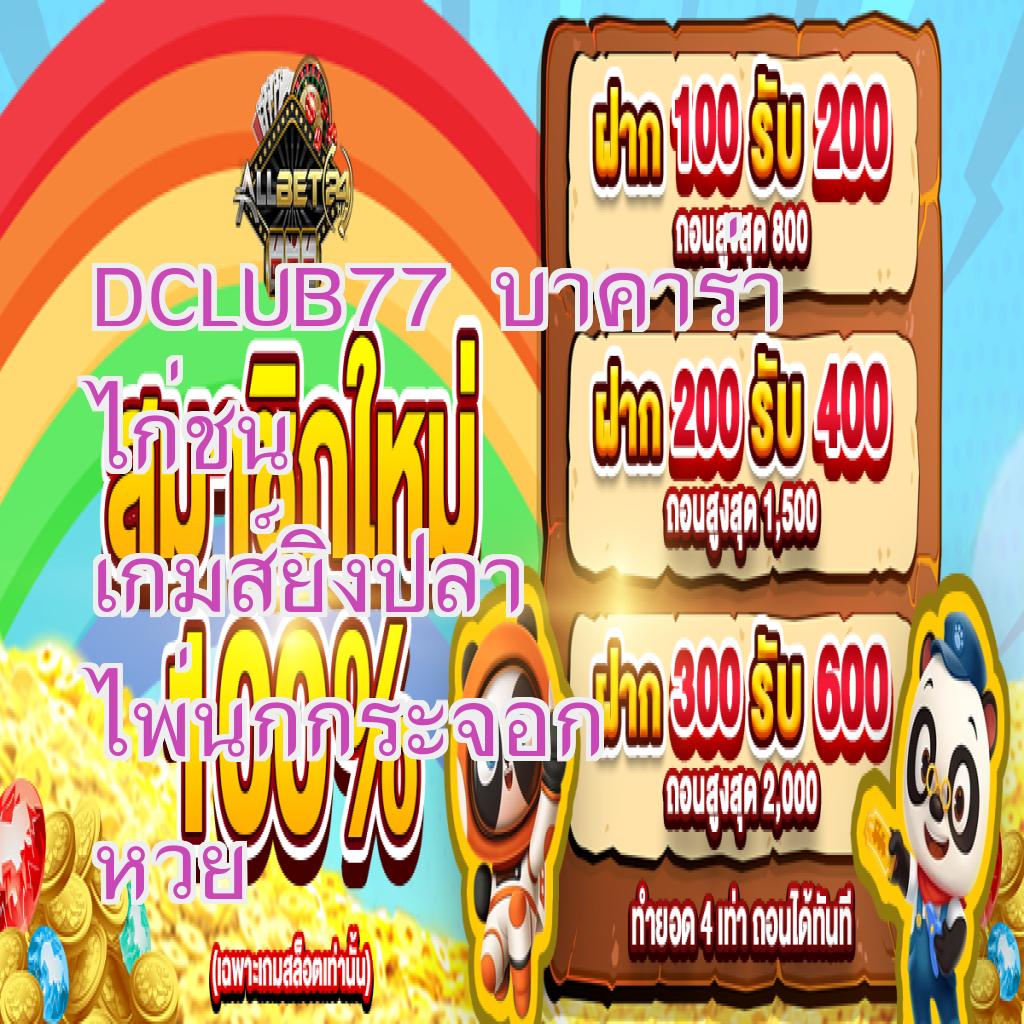 ALLBET24
DCLUB77 บาคาร่า
ไก่ชน
เกมส์ยิงปลา
ไพ่นกกระจอก
หวย
สมาชิกใหม่
100%
(เฉพาะเกมสล็อตเท่านั้น)
ฝาก 100 รับ 200
ถอนสูงสุด 800
ฝาก 200 รับ 400
ถอนสูงสุด 1,500
ฝาก 300 รับ 600
ถอนสูงสุด 2,000
ทำยอด 4 เท่า ถอนได้ทันที